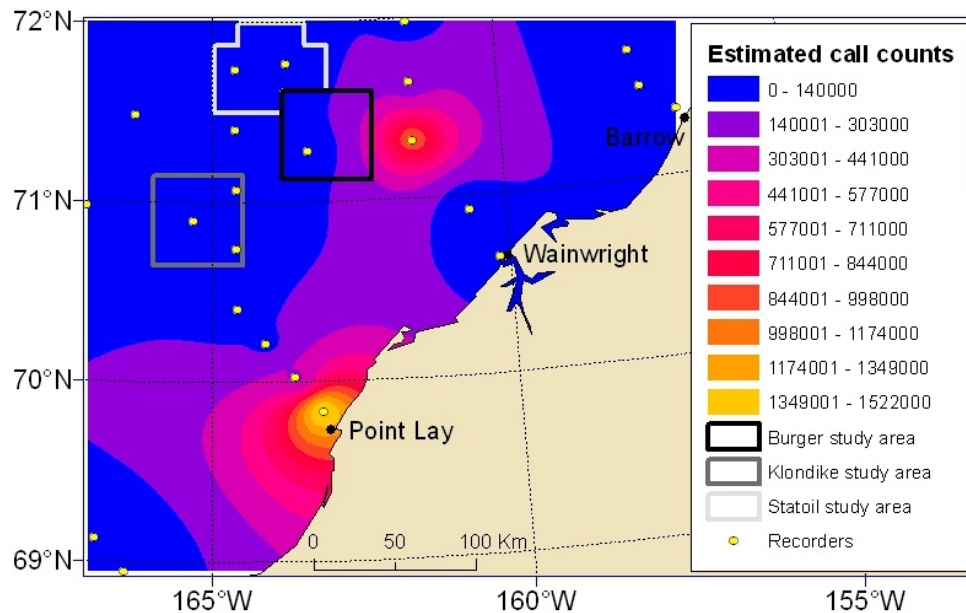 72°N
71°N
70°N
69°N
165°W
160°W
155°W
Barrow
Wainwright
Point Lay
0 50 100 Km
Estimated call counts
0 - 140000
140001 - 303000
303001 - 441000
441001 - 577000
577001 - 711000
711001 - 844000
844001 - 998000
998001 - 1174000
1174001 - 1349000
1349001 - 1522000
Burger study area
Klondike study area
Statoil study area
Recorders